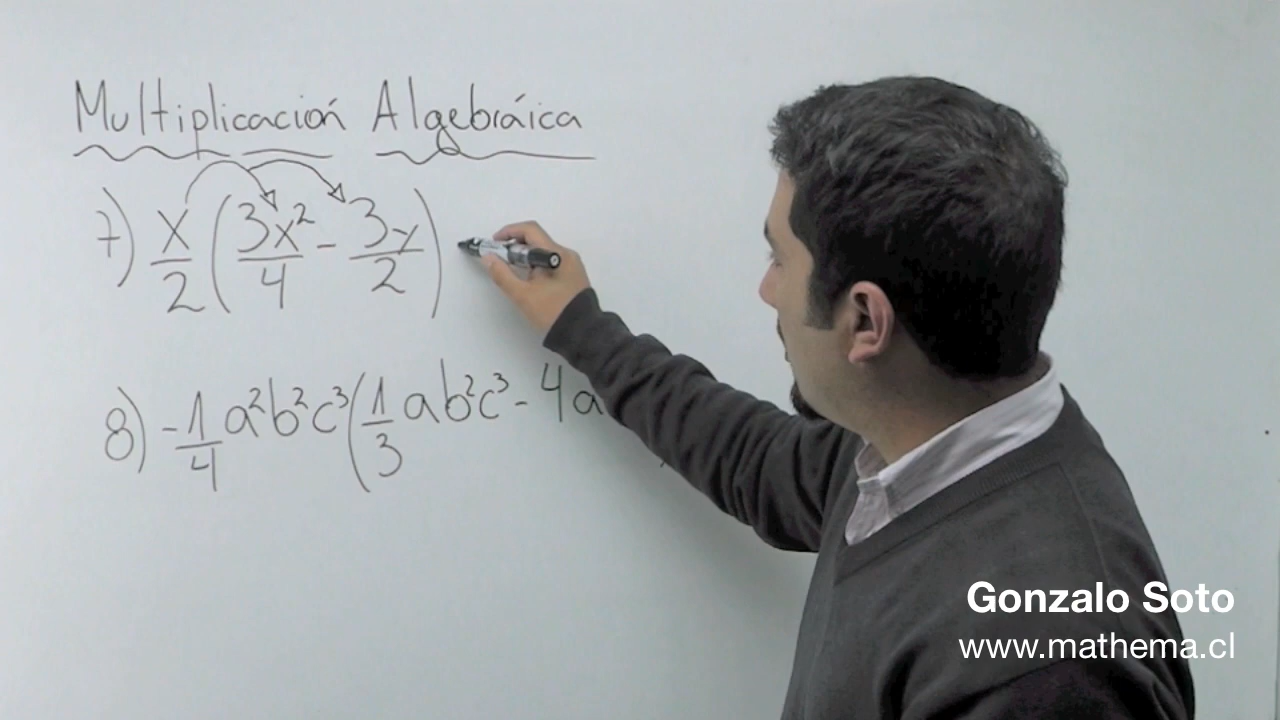 Multiplicación Algebráica
7) x/2 (3x²/4 - 3y/2)
8) -1/4 a²b²c³(1/3 ab²c³ - 4a
Gonzalo Soto
www.mathema.cl